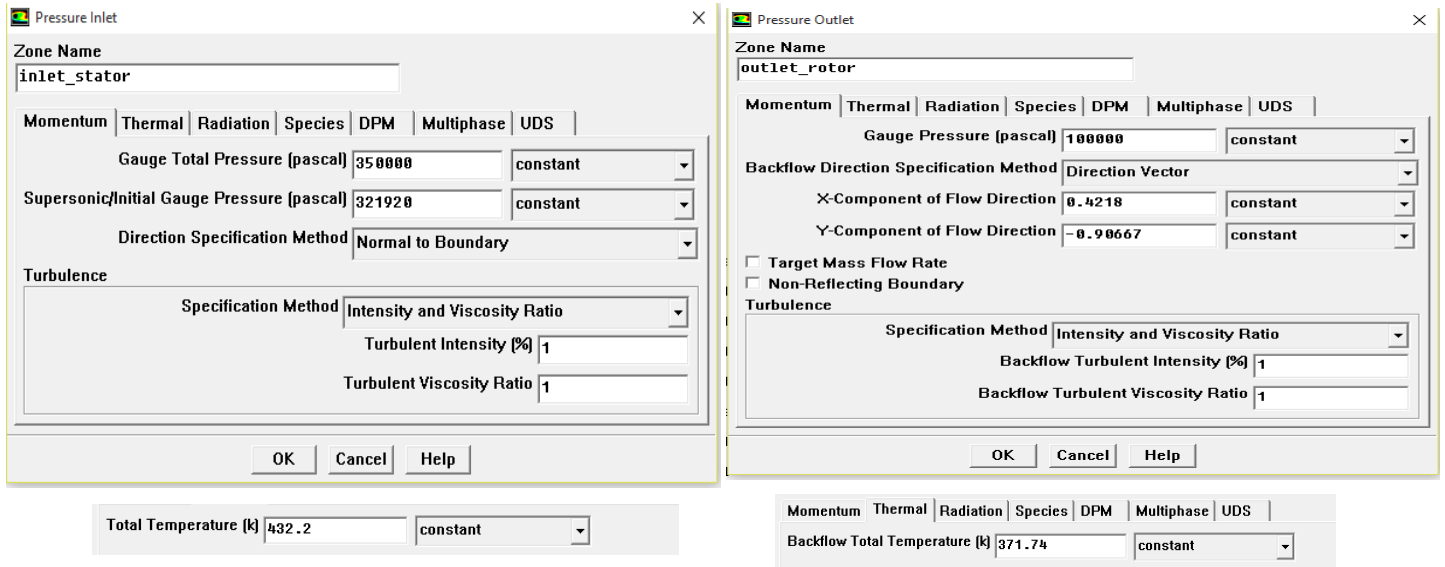 Pressure Inlet
Zone Name
inlet_stator
Momentum Thermal Radiation Species DPM Multiphase UDS
Gauge Total Pressure (pascal) 350000 constant
Supersonic/Initial Gauge Pressure (pascal) 321920 constant
Direction Specification Method Normal to Boundary
Turbulence
Specification Method Intensity and Viscosity Ratio
Turbulent Intensity (%) 1
Turbulent Viscosity Ratio 1
OK Cancel Help
Total Temperature (k) 432.2 constant
Pressure Outlet
Zone Name
outlet_rotor
Momentum Thermal Radiation Species DPM Multiphase UDS
Gauge Pressure (pascal) 100000 constant
Backflow Direction Specification Method Direction Vector
X-Component of Flow Direction 0.4218 constant
Y-Component of Flow Direction -0.90667 constant
Target Mass Flow Rate
Non-Reflecting Boundary
Turbulence
Specification Method Intensity and Viscosity Ratio
Backflow Turbulent Intensity (%) 1
Backflow Turbulent Viscosity Ratio 1
OK Cancel Help
Momentum Thermal Radiation Species DPM Multiphase UDS
Backflow Total Temperature (k) 371.74 constant